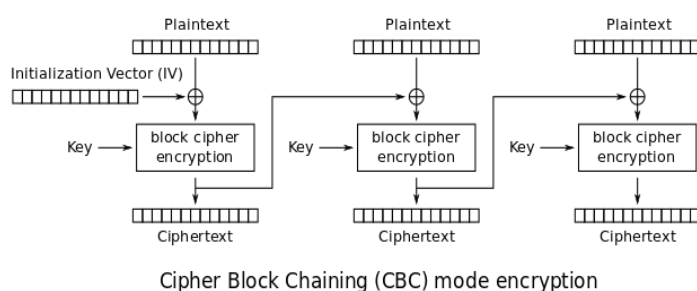 Plaintext
Plaintext
Plaintext
Initialization Vector (IV)
Key
block cipher
encryption
Key
block cipher
encryption
Key
block cipher
encryption
Ciphertext
Ciphertext
Ciphertext
Cipher Block Chaining (CBC) mode encryption